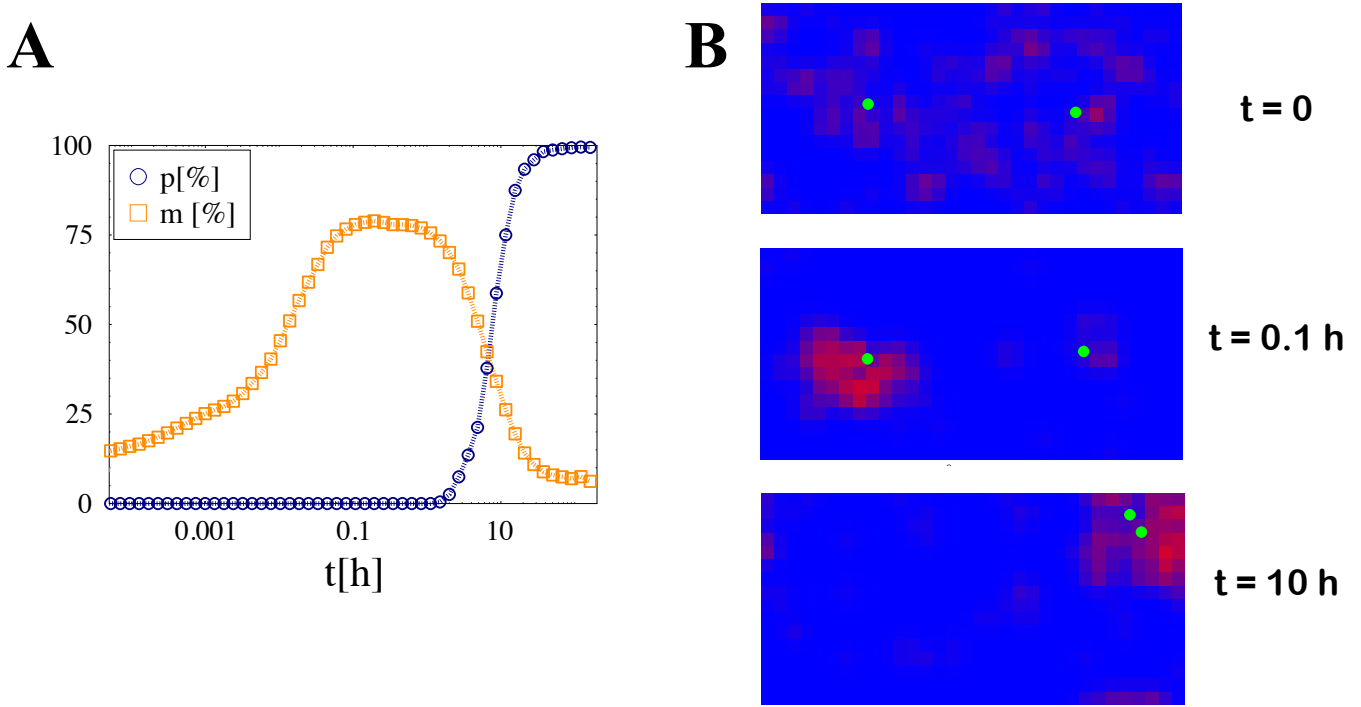 A
B
100
75
50
25
0
p[%]
m [%]
0.001
0.1
10
t[h]
t = 0
t = 0.1 h
t = 10 h